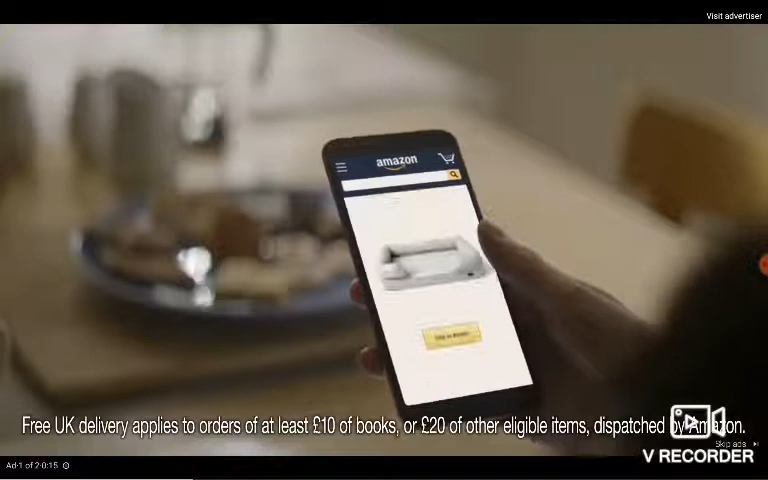 Visit advertiser
amazon
Free UK delivery applies to orders of at least £10 of books, or £20 of other eligible items, dispatched by Amazon.
Skip ads
V RECORDER
Ad·1 of 2·0:15